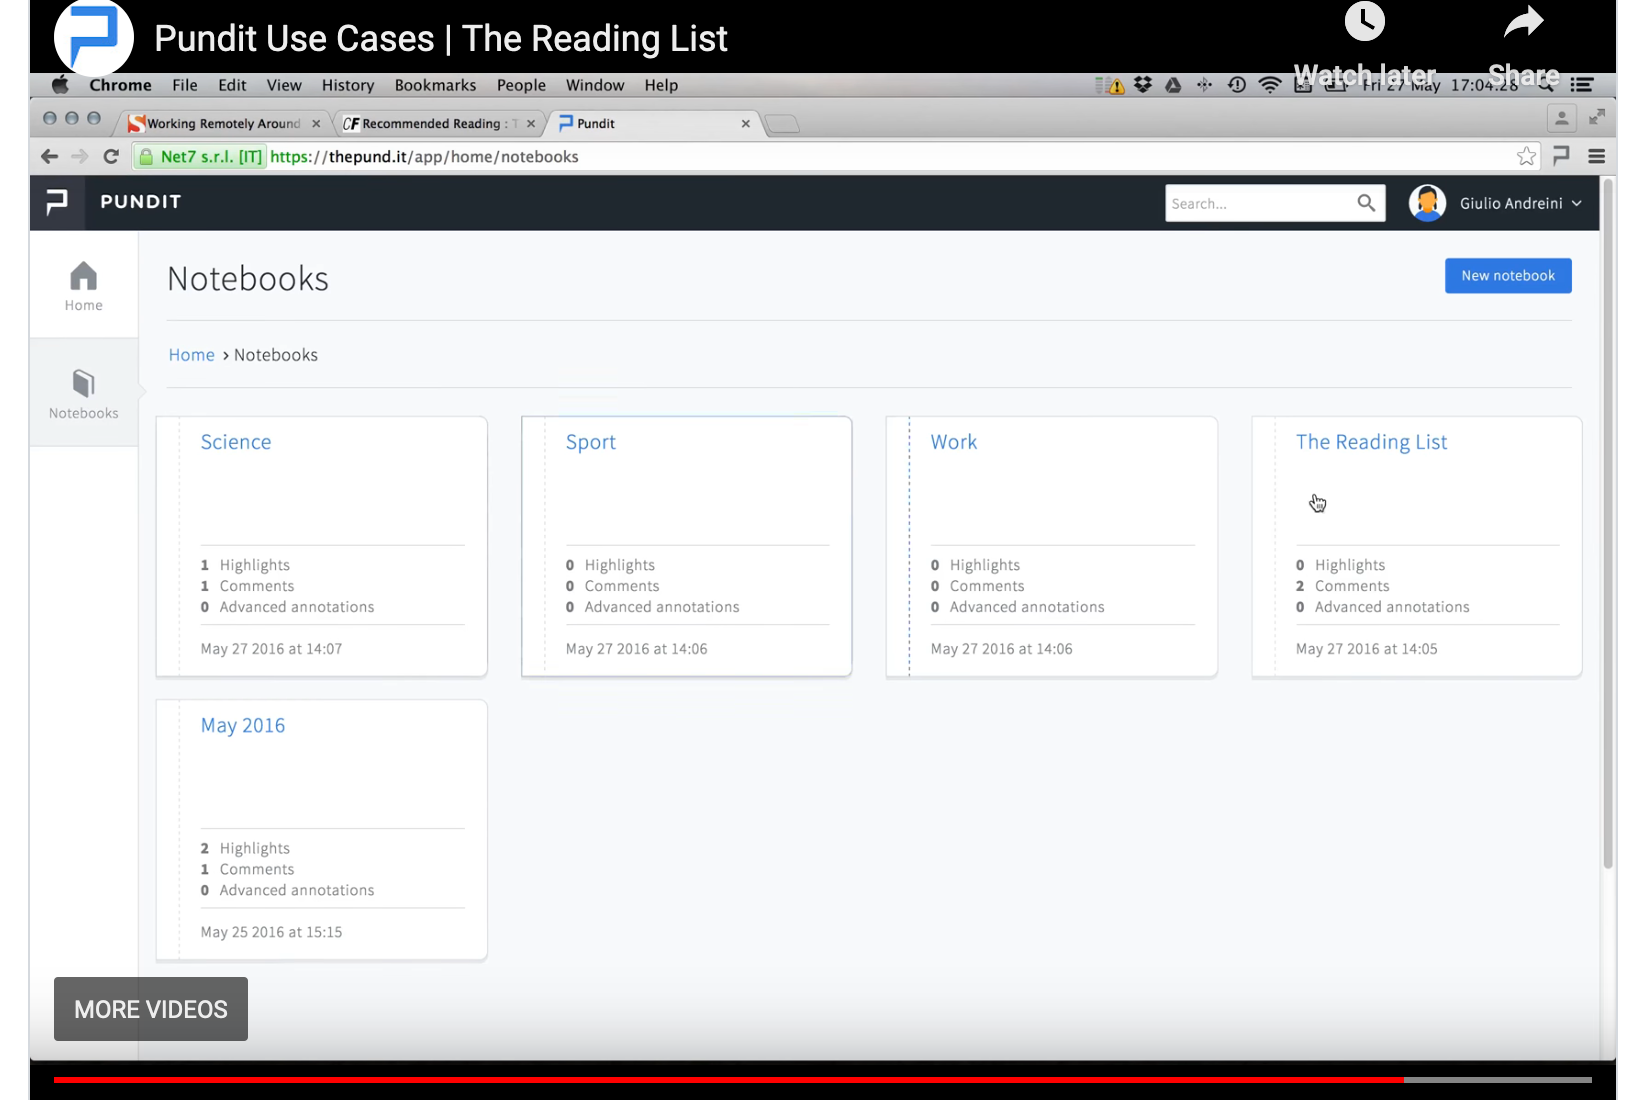 Pundit Use Cases | The Reading List
Watch later
Share
Chrome File Edit View History Bookmarks People Window Help
Fri 27 May 17:04:28
Working Remotely Around
CF Recommended Reading : T
Pundit
Net7 s.r.l. [IT] https://thepund.it/app/home/notebooks
PUNDIT
Search...
Giulio Andreini
Home
Notebooks
Notebooks
New notebook
Home › Notebooks
Science
1 Highlights
1 Comments
0 Advanced annotations
May 27 2016 at 14:07
Sport
0 Highlights
0 Comments
0 Advanced annotations
May 27 2016 at 14:06
Work
0 Highlights
0 Comments
0 Advanced annotations
May 27 2016 at 14:06
The Reading List
0 Highlights
2 Comments
0 Advanced annotations
May 27 2016 at 14:05
May 2016
2 Highlights
1 Comments
0 Advanced annotations
May 25 2016 at 15:15
MORE VIDEOS